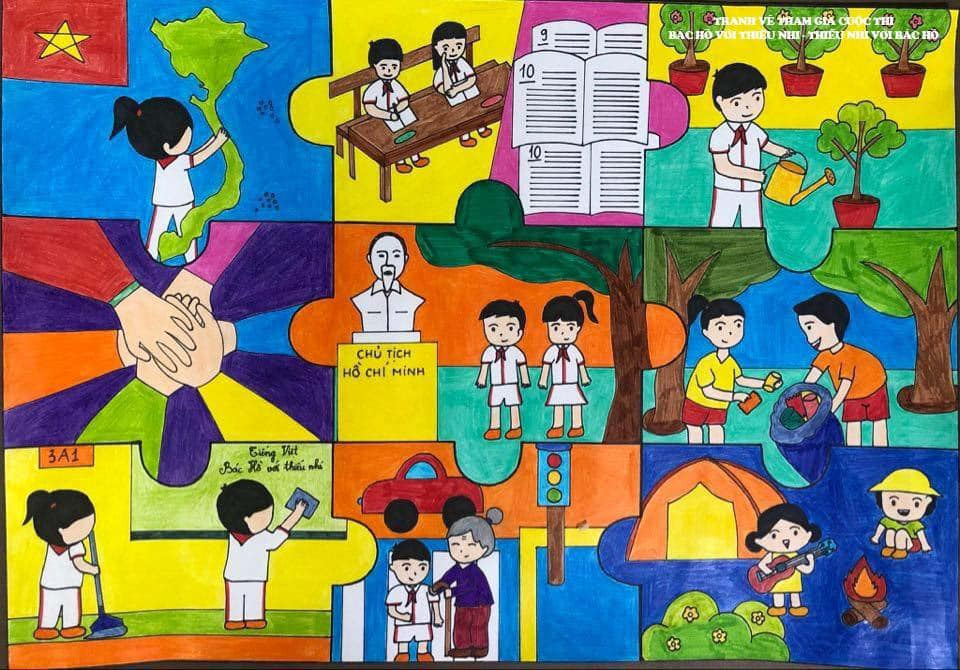 TRANH VẼ THAM GIA CUỘC THI
BÁC HỒ VỚI THIẾU NHI - THIẾU NHI VỚI BÁC HỒ
9
10
10
CHỦ TỊCH
HỒ CHÍ MINH
3A1
Tiếng Việt
Bác Hồ với thiếu nhi